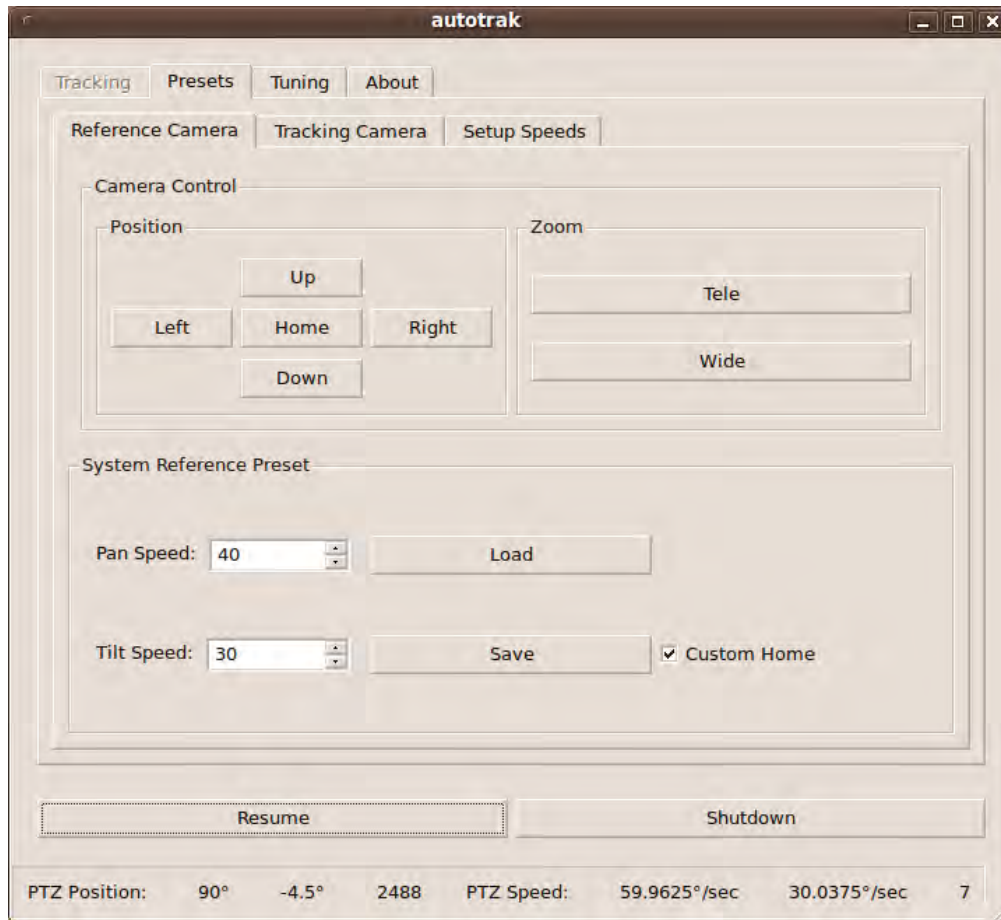 autotrak
Tracking Presets Tuning About
Reference Camera Tracking Camera Setup Speeds
Camera Control
Position Zoom
Up
Tele
Left Home Right
Wide
Down
System Reference Preset
Pan Speed: 40 Load
Tilt Speed: 30 Save Custom Home
Resume Shutdown
PTZ Position: 90° -4.5° 2488 PTZ Speed: 59.9625°/sec 30.0375°/sec 7